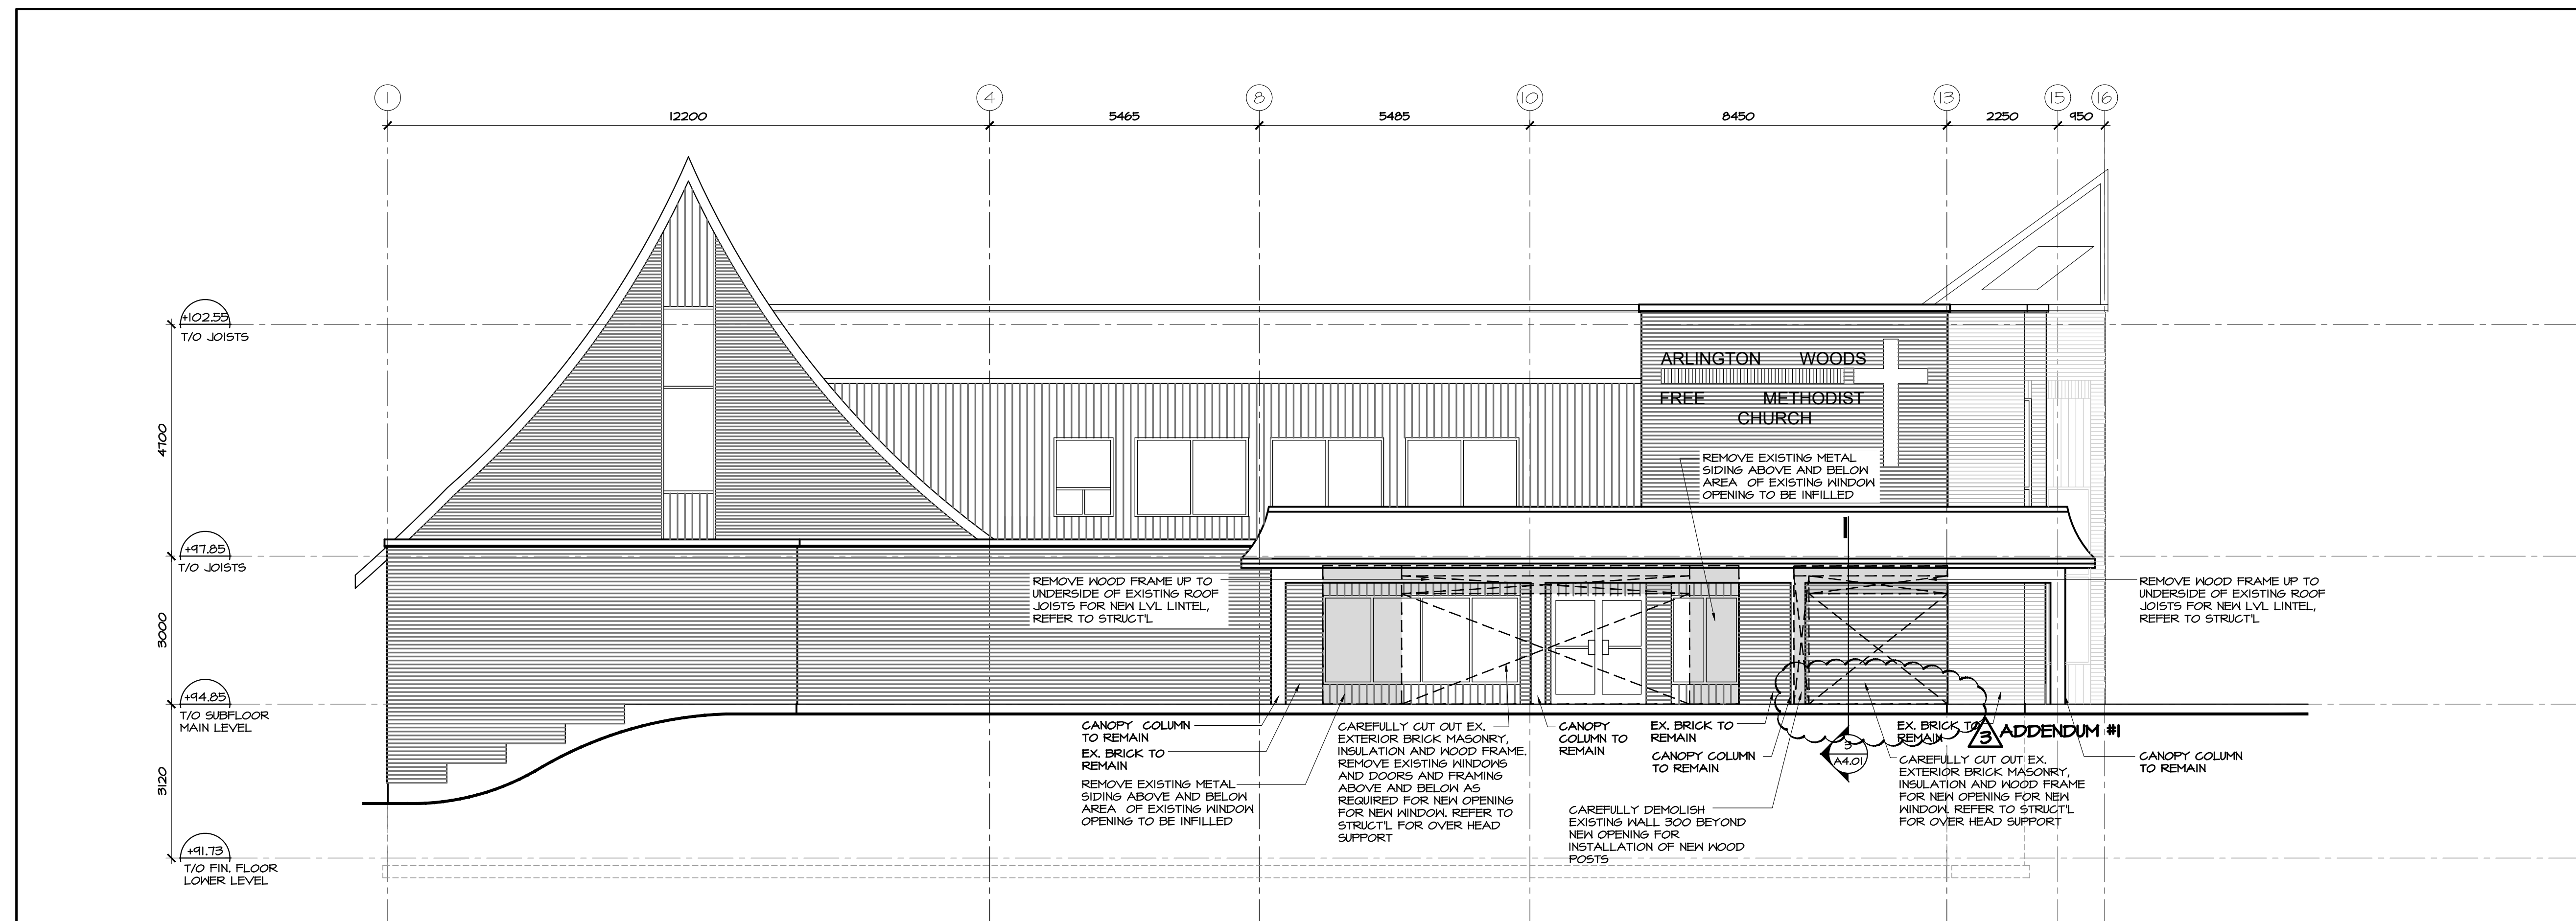 1
4
8
10
13
15
16
12200
5465
5485
8450
2250
950
+102.55
T/O JOISTS
4700
+97.85
T/O JOISTS
3000
+94.85
T/O SUBFLOOR
MAIN LEVEL
3120
+91.73
T/O FIN. FLOOR
LOWER LEVEL
ARLINGTON WOODS
FREE METHODIST
CHURCH
REMOVE EXISTING METAL
SIDING ABOVE AND BELOW
AREA OF EXISTING WINDOW
OPENING TO BE INFILLED
REMOVE WOOD FRAME UP TO
UNDERSIDE OF EXISTING ROOF
JOISTS FOR NEW LVL LINTEL,
REFER TO STRUCT'L
REMOVE WOOD FRAME UP TO
UNDERSIDE OF EXISTING ROOF
JOISTS FOR NEW LVL LINTEL,
REFER TO STRUCT'L
CANOPY COLUMN
TO REMAIN
EX. BRICK TO
REMAIN
REMOVE EXISTING METAL
SIDING ABOVE AND BELOW
AREA OF EXISTING WINDOW
OPENING TO BE INFILLED
CAREFULLY CUT OUT EX.
EXTERIOR BRICK MASONRY,
INSULATION AND WOOD FRAME.
REMOVE EXISTING WINDOWS
AND DOORS AND FRAMING
ABOVE AND BELOW AS
REQUIRED FOR NEW OPENING
FOR NEW WINDOW. REFER TO
STRUCT'L FOR OVER HEAD
SUPPORT
CANOPY
COLUMN TO
REMAIN
EX. BRICK TO
REMAIN
CANOPY COLUMN
TO REMAIN
CAREFULLY DEMOLISH
EXISTING WALL 300 BEYOND
NEW OPENING FOR
INSTALLATION OF NEW WOOD
POSTS
3
A4.01
EX. BRICK TO
REMAIN
3
ADDENDUM #1
CAREFULLY CUT OUT EX.
EXTERIOR BRICK MASONRY,
INSULATION AND WOOD FRAME
FOR NEW OPENING FOR NEW
WINDOW. REFER TO STRUCT'L
FOR OVER HEAD SUPPORT
CANOPY COLUMN
TO REMAIN